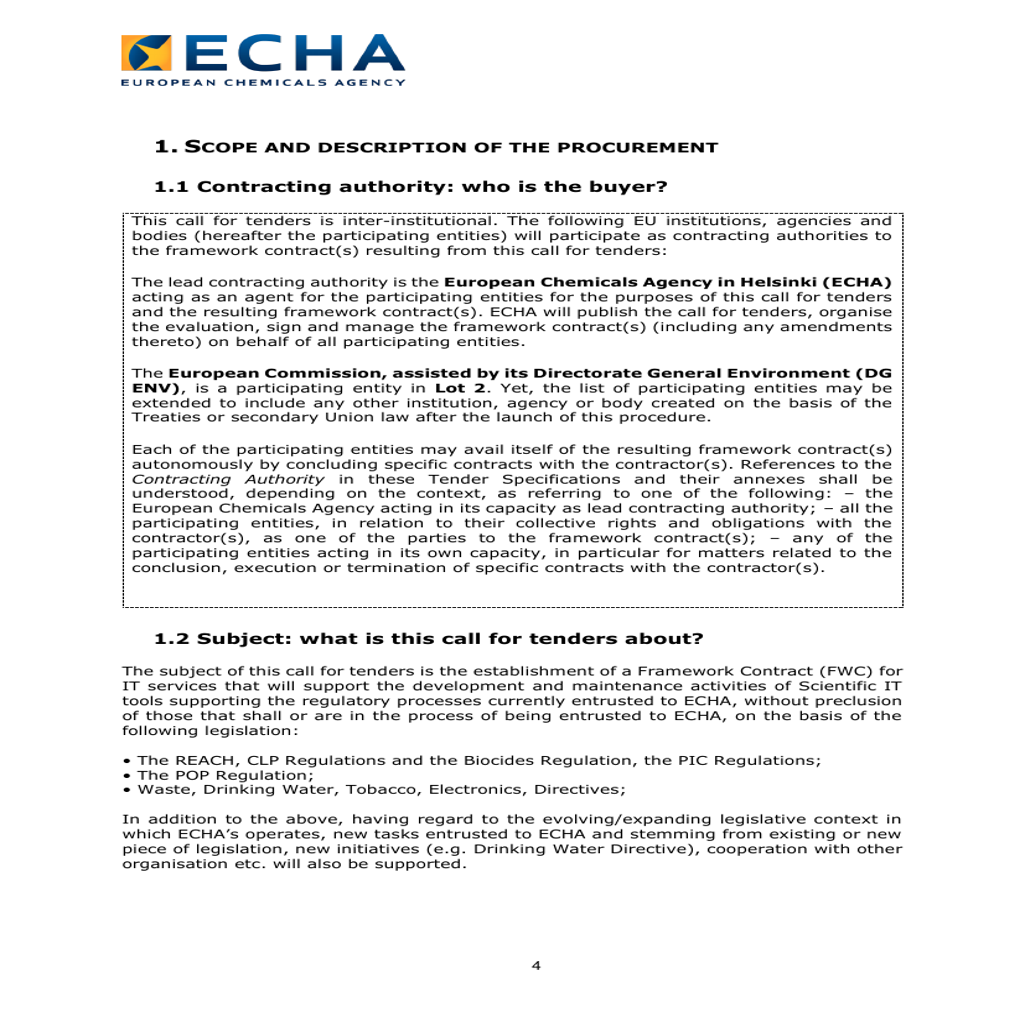 ECHA
EUROPEAN CHEMICALS AGENCY
1. SCOPE AND DESCRIPTION OF THE PROCUREMENT
1.1 Contracting authority: who is the buyer?
This call for tenders is inter-institutional. The following EU institutions, agencies and
bodies (hereafter the participating entities) will participate as contracting authorities to
the framework contract(s) resulting from this call for tenders:
The lead contracting authority is the European Chemicals Agency in Helsinki (ECHA)
acting as an agent for the participating entities for the purposes of this call for tenders
and the resulting framework contract(s). ECHA will publish the call for tenders, organise
the evaluation, sign and manage the framework contract(s) (including any amendments
thereto) on behalf of all participating entities.
The European Commission, assisted by its Directorate General Environment (DG
ENV), is a participating entity in Lot 2. Yet, the list of participating entities may be
extended to include any other institution, agency or body created on the basis of the
Treaties or secondary Union law after the launch of this procedure.
Each of the participating entities may avail itself of the resulting framework contract(s)
autonomously by concluding specific contracts with the contractor(s). References to the
Contracting Authority in these Tender Specifications and their annexes shall be
understood, depending on the context, as referring to one of the following: – the
European Chemicals Agency acting in its capacity as lead contracting authority; – all the
participating entities, in relation to their collective rights and obligations with the
contractor(s), as one of the parties to the framework contract(s); – any of the
participating entities acting in its own capacity, in particular for matters related to the
conclusion, execution or termination of specific contracts with the contractor(s).
1.2 Subject: what is this call for tenders about?
The subject of this call for tenders is the establishment of a Framework Contract (FWC) for
IT services that will support the development and maintenance activities of Scientific IT
tools supporting the regulatory processes currently entrusted to ECHA, without preclusion
of those that shall or are in the process of being entrusted to ECHA, on the basis of the
following legislation:
• The REACH, CLP Regulations and the Biocides Regulation, the PIC Regulations;
• The POP Regulation;
• Waste, Drinking Water, Tobacco, Electronics, Directives;
In addition to the above, having regard to the evolving/expanding legislative context in
which ECHA’s operates, new tasks entrusted to ECHA and stemming from existing or new
piece of legislation, new initiatives (e.g. Drinking Water Directive), cooperation with other
organisation etc. will also be supported.
4